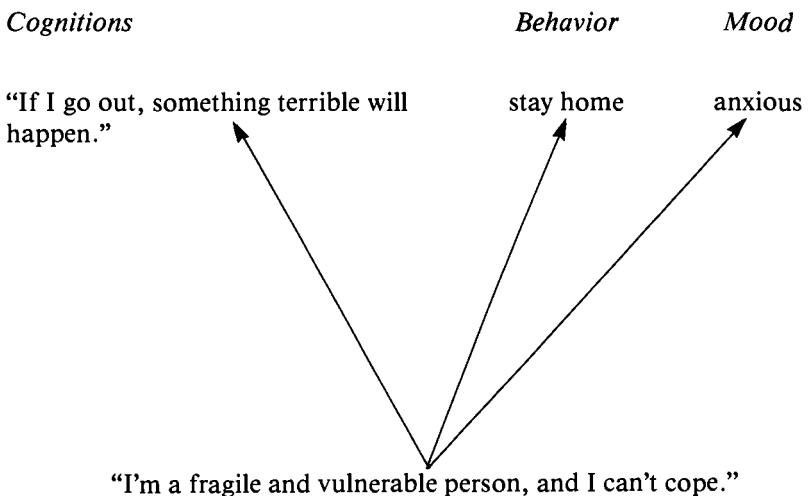 Cognitions Behavior Mood
“If I go out, something terrible will stay home anxious
happen.”
“I'm a fragile and vulnerable person, and I can't cope.”